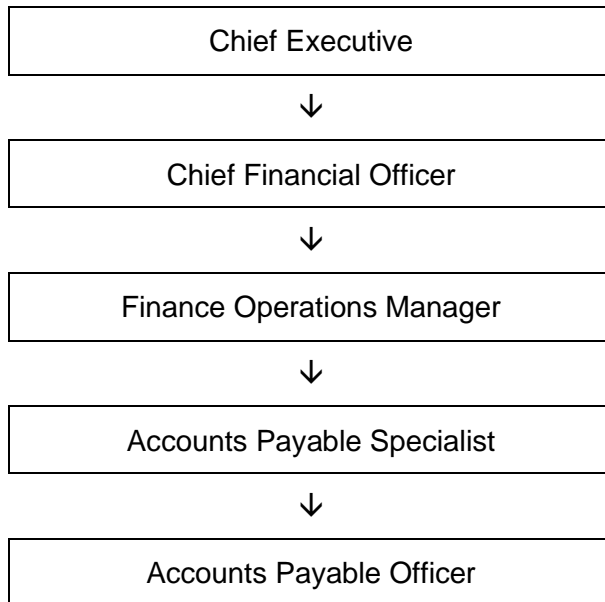 Chief Executive
↓
Chief Financial Officer
↓
Finance Operations Manager
↓
Accounts Payable Specialist
↓
Accounts Payable Officer